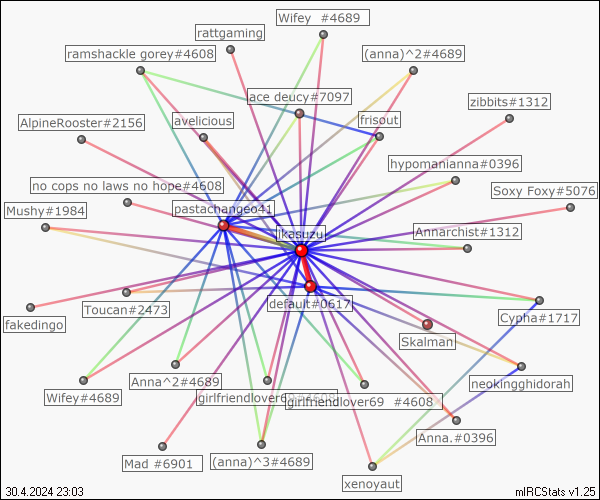 Wifey #4689
rattgaming
ramshackle gorey#4608
(anna)^2#4689
ace deucy#7097
zibbits#1312
AlpineRooster#2156
avelicious
frisout
hypomanianna#0396
no cops no laws no hope#4608
Soxy Foxy#5076
Mushy#1984
pastachangeo41
ikasuzu
Annarchist#1312
default#0617
Toucan#2473
Cypha#1717
fakedingo
Skalman
Anna^2#4689
neokingghidorah
Wifey#4689
girlfriendlover69
girlfriendlover69 #4608
Anna.#0396
Mad #6901
(anna)^3#4689
xenoyaut
30.4.2024 23:03
mIRCStats v1.25